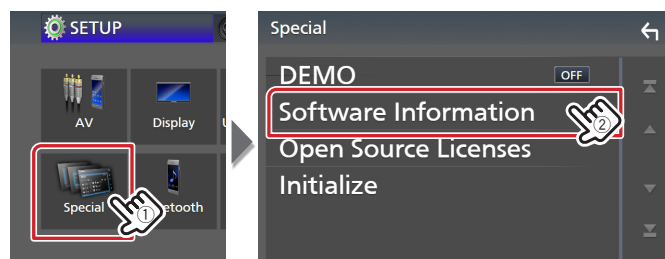 SETUP
AV
Display
Special
etooth
1
Special
DEMO
OFF
Software Information
2
Open Source Licenses
Initialize